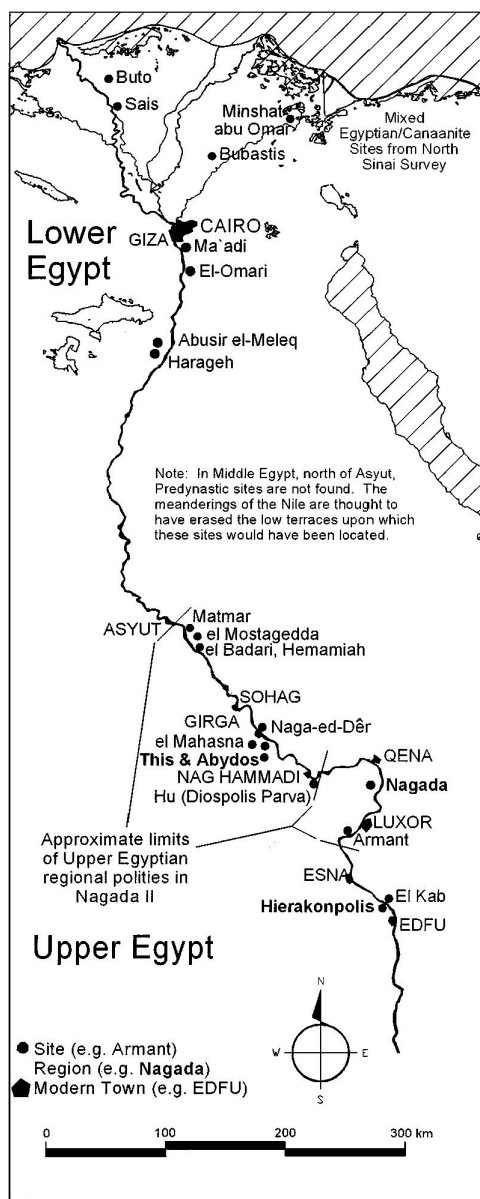 Buto
Sais
Minshat
abu Omar
Bubastis
Mixed
Egyptian/Canaanite
Sites from North
Sinai Survey
Lower
Egypt
CAIRO
GIZA
Ma`adi
El-Omari
Abusir el-Meleq
Harageh
Note: In Middle Egypt, north of Asyut,
Predynastic sites are not found. The
meanderings of the Nile are thought to
have erased the low terraces upon which
these sites would have been located.
Matmar
ASYUT
el Mostagedda
el Badari, Hemamiah
SOHAG
GIRGA
Naga-ed-Dêr
el Mahasna
This & Abydos
QENA
NAG HAMMADI
Nagada
Hu (Diospolis Parva)
LUXOR
Armant
Approximate limits
of Upper Egyptian
regional polities in
Nagada II
ESNA
El Kab
Hierakonpolis
EDFU
Upper Egypt
N
W
E
S
Site (e.g. Armant)
Region (e.g. Nagada)
Modern Town (e.g. EDFU)
0 100 200 300 km